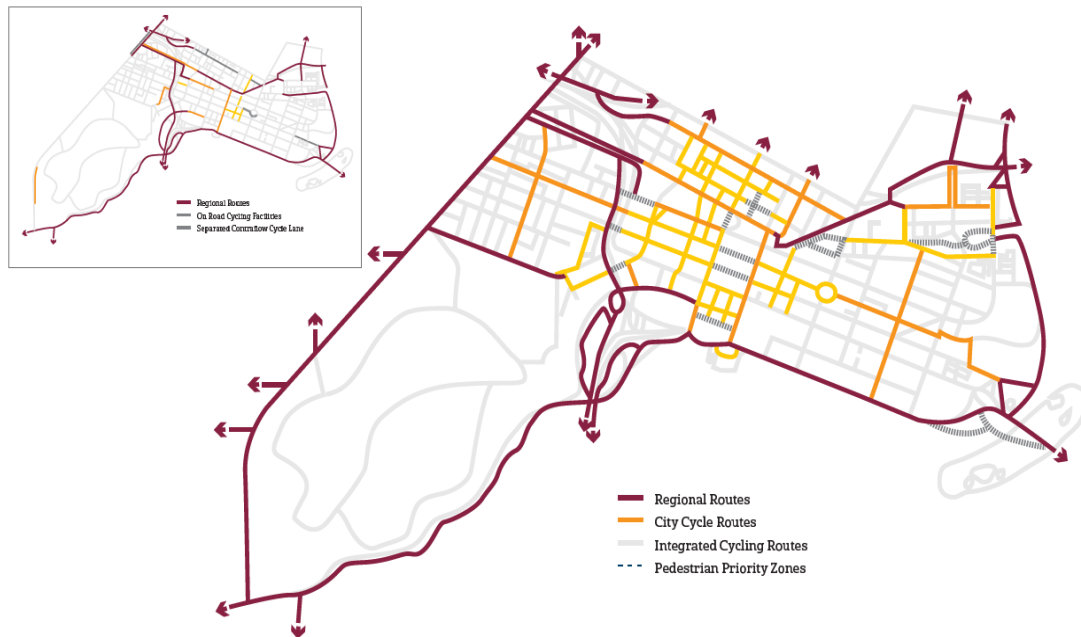 Regional Routes
On Road Cycling Facilities
Separated Contraflow Cycle Lane
Regional Routes
City Cycle Routes
Integrated Cycling Routes
Pedestrian Priority Zones